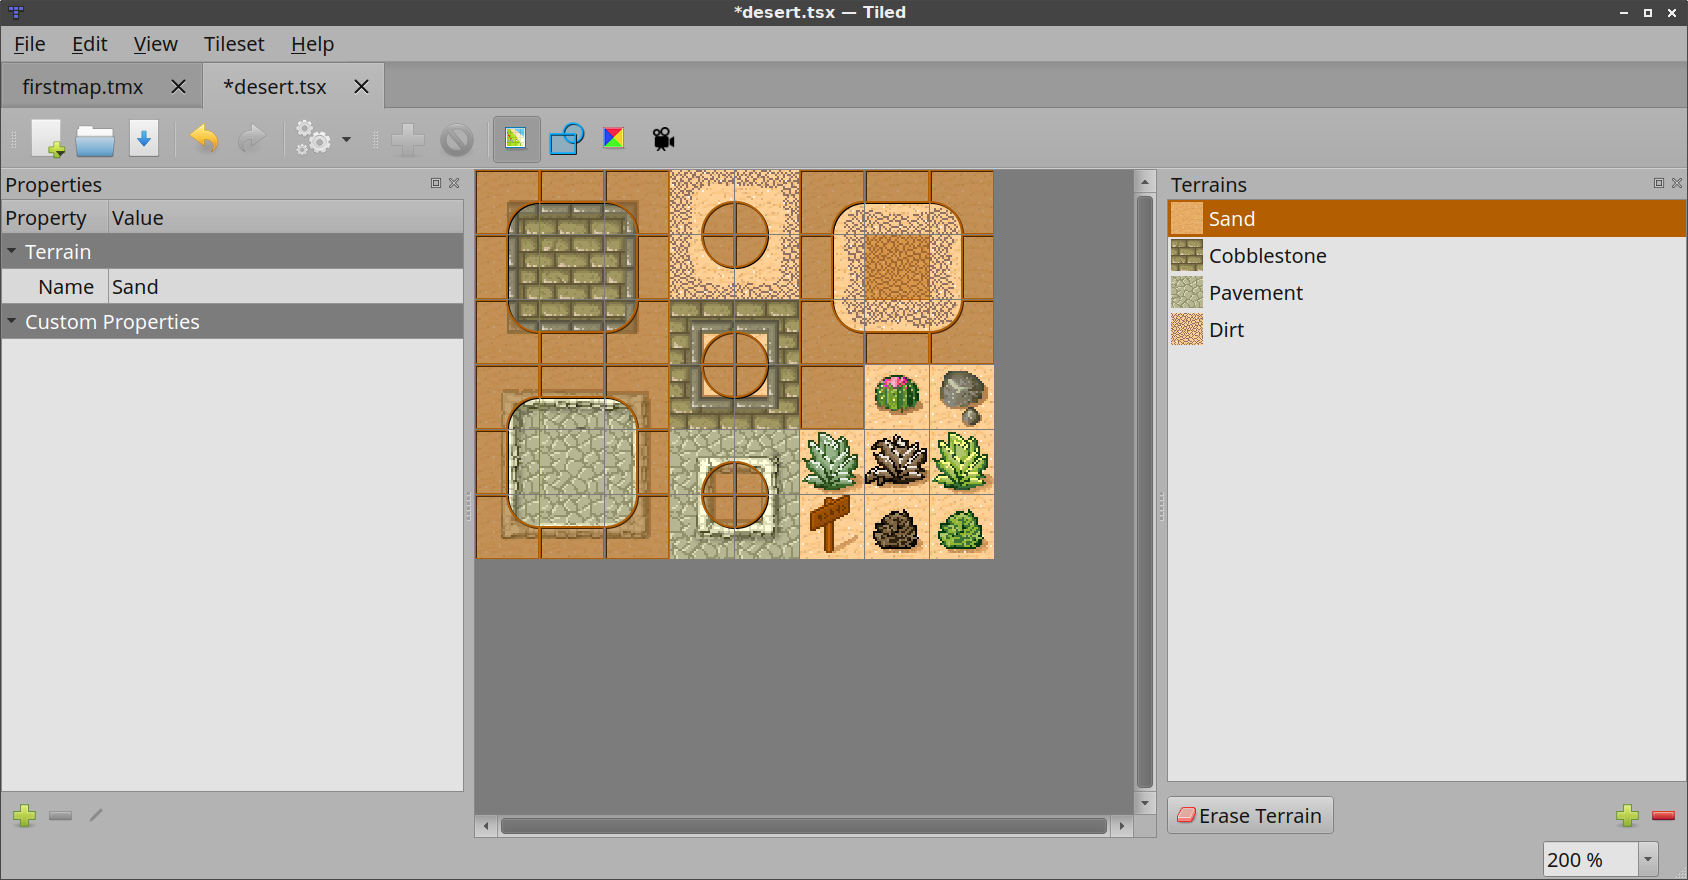 *desert.tsx — Tiled
File Edit View Tileset Help
firstmap.tmx *desert.tsx
Properties
Property Value
Terrain
Name Sand
Custom Properties
Terrains
Sand
Cobblestone
Pavement
Dirt
Erase Terrain
200 %